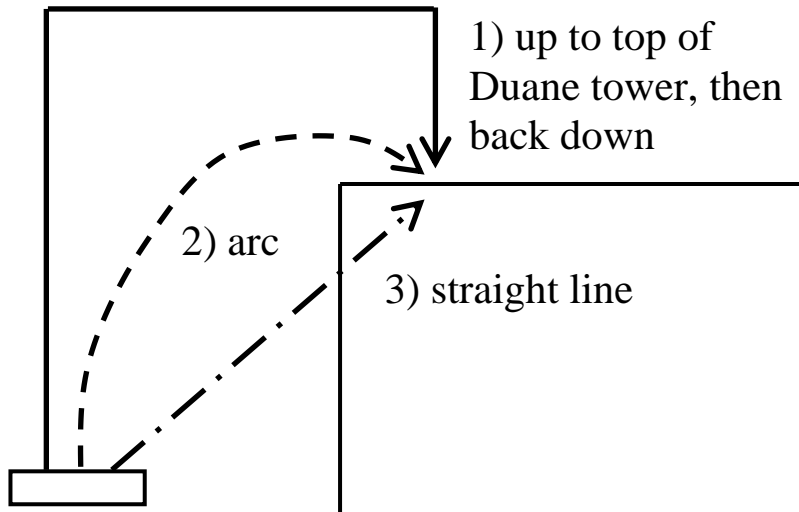 1) up to top of
Duane tower, then
back down
2) arc
3) straight line